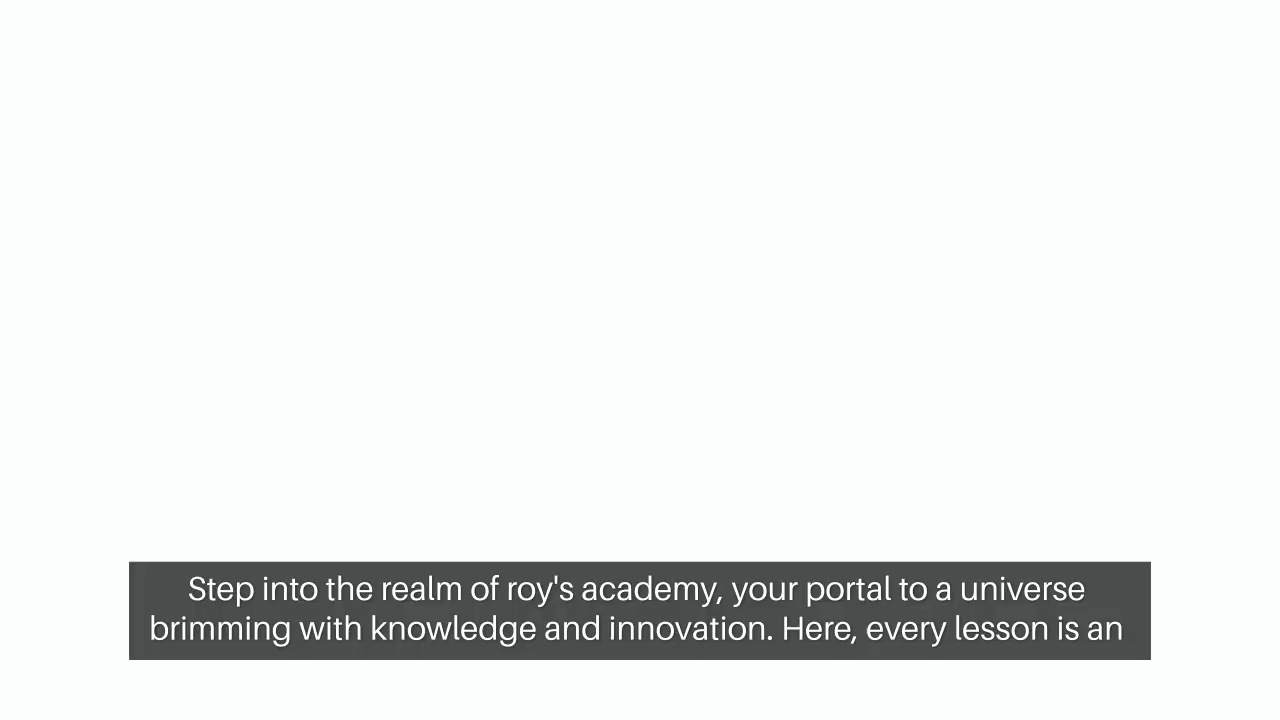 Step into the realm of roy's academy, your portal to a universe
brimming with knowledge and innovation. Here, every lesson is an